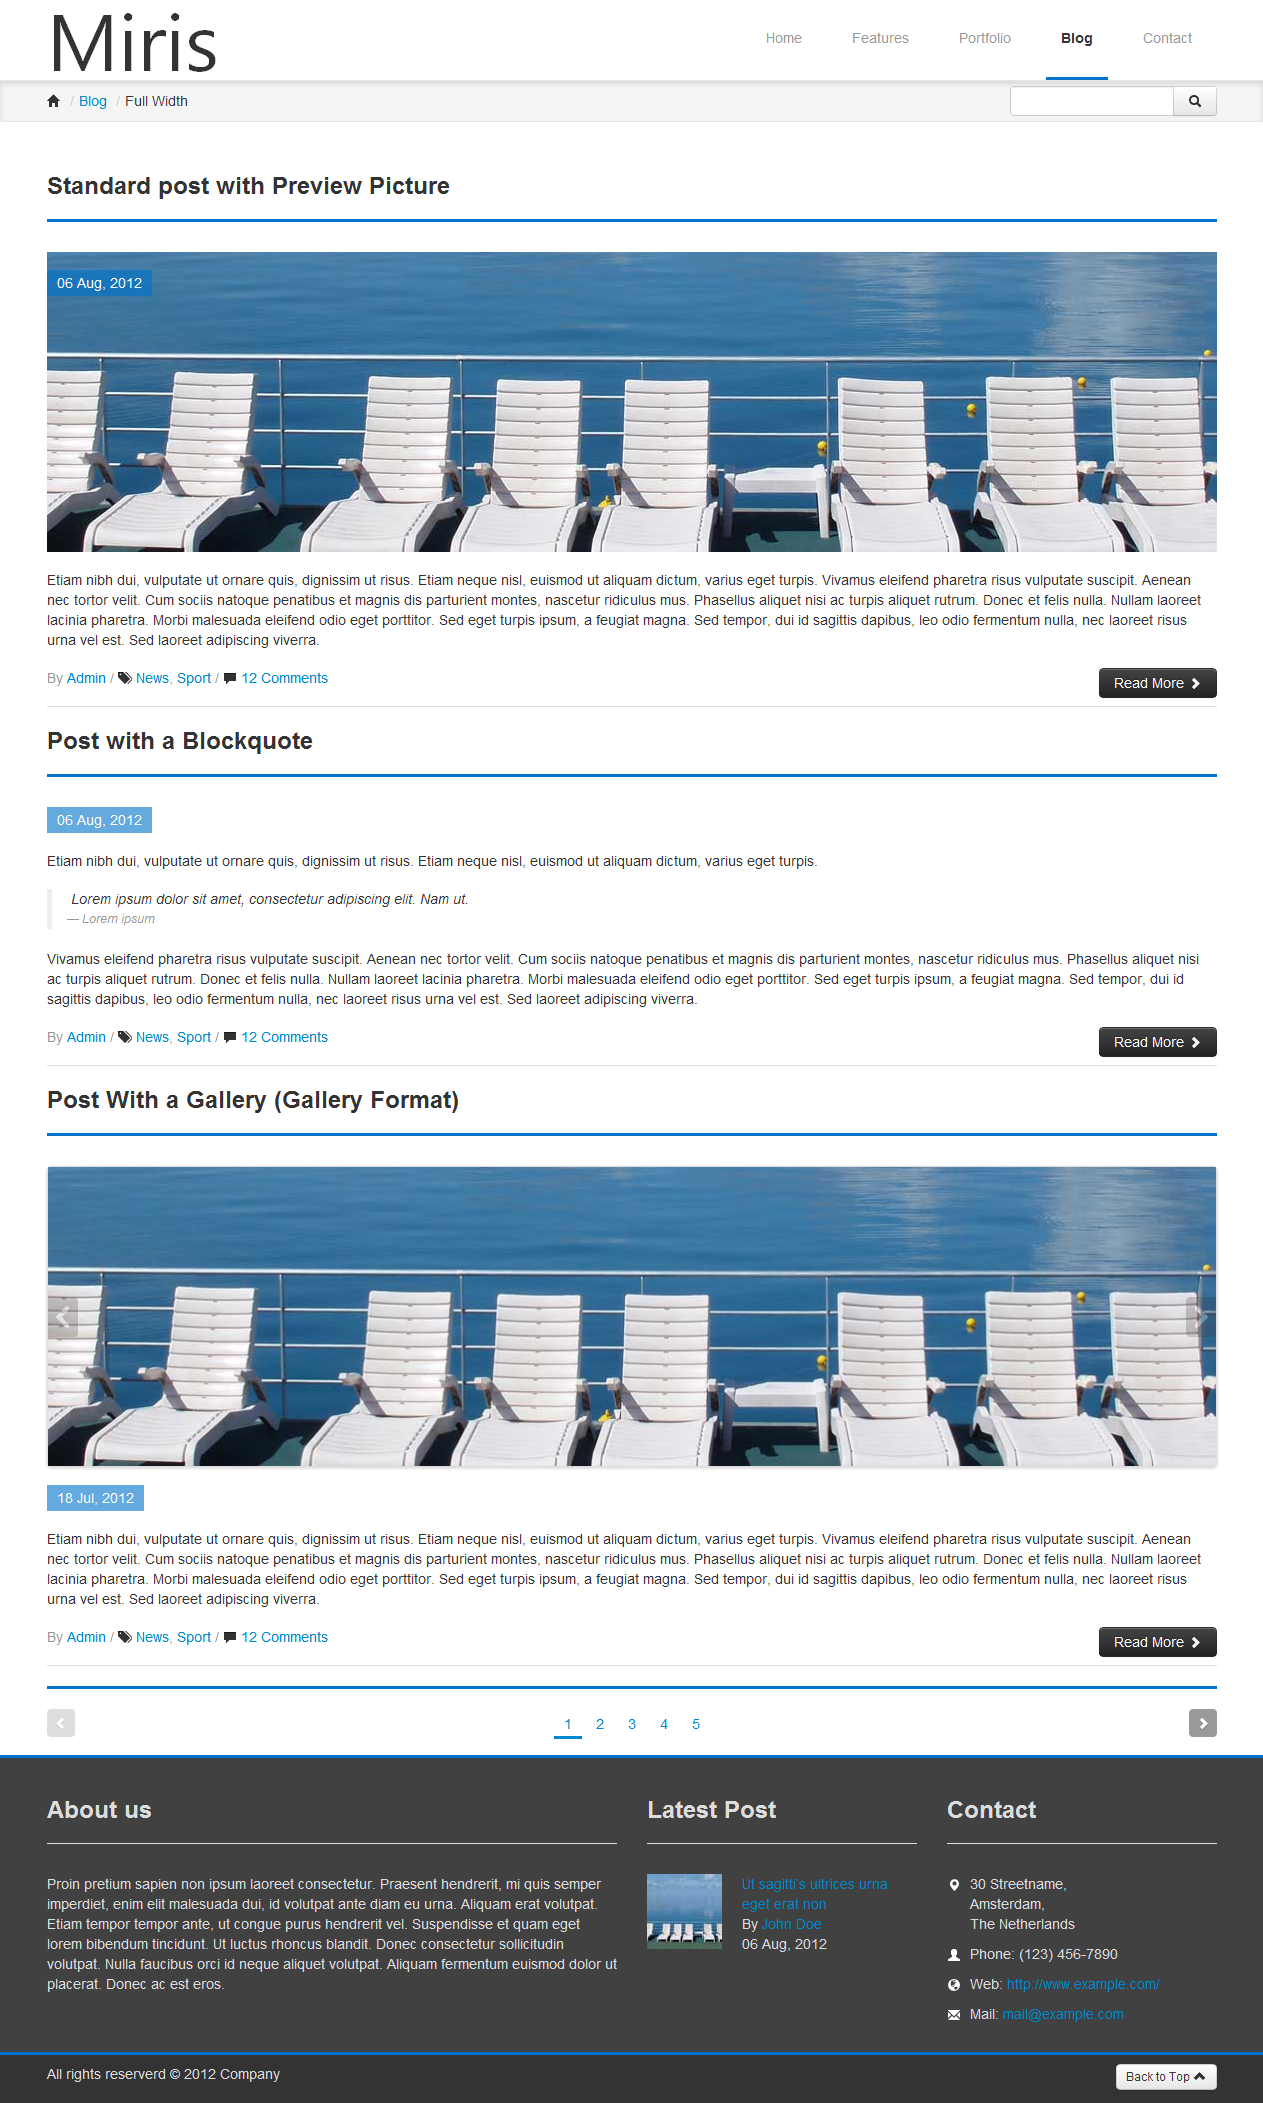 Miris
Home Features Portfolio Blog Contact
/ Blog / Full Width
Standard post with Preview Picture
06 Aug, 2012
Etiam nibh dui, vulputate ut ornare quis, dignissim ut risus. Etiam neque nisl, euismod ut aliquam dictum, varius eget turpis. Vivamus eleifend pharetra risus vulputate suscipit. Aenean
nec tortor velit. Cum sociis natoque penatibus et magnis dis parturient montes, nascetur ridiculus mus. Phasellus aliquet nisi ac turpis aliquet rutrum. Donec et felis nulla. Nullam laoreet
lacinia pharetra. Morbi malesuada eleifend odio eget porttitor. Sed eget turpis ipsum, a feugiat magna. Sed tempor, dui id sagittis dapibus, leo odio fermentum nulla, nec laoreet risus
urna vel est. Sed laoreet adipiscing viverra.
By Admin / News, Sport / 12 Comments
Read More
Post with a Blockquote
06 Aug, 2012
Etiam nibh dui, vulputate ut ornare quis, dignissim ut risus. Etiam neque nisl, euismod ut aliquam dictum, varius eget turpis.
Lorem ipsum dolor sit amet, consectetur adipiscing elit. Nam ut.
— Lorem ipsum
Vivamus eleifend pharetra risus vulputate suscipit. Aenean nec tortor velit. Cum sociis natoque penatibus et magnis dis parturient montes, nascetur ridiculus mus. Phasellus aliquet nisi
ac turpis aliquet rutrum. Donec et felis nulla. Nullam laoreet lacinia pharetra. Morbi malesuada eleifend odio eget porttitor. Sed eget turpis ipsum, a feugiat magna. Sed tempor, dui id
sagittis dapibus, leo odio fermentum nulla, nec laoreet risus urna vel est. Sed laoreet adipiscing viverra.
By Admin / News, Sport / 12 Comments
Read More
Post With a Gallery (Gallery Format)
18 Jul, 2012
Etiam nibh dui, vulputate ut ornare quis, dignissim ut risus. Etiam neque nisl, euismod ut aliquam dictum, varius eget turpis. Vivamus eleifend pharetra risus vulputate suscipit. Aenean
nec tortor velit. Cum sociis natoque penatibus et magnis dis parturient montes, nascetur ridiculus mus. Phasellus aliquet nisi ac turpis aliquet rutrum. Donec et felis nulla. Nullam laoreet
lacinia pharetra. Morbi malesuada eleifend odio eget porttitor. Sed eget turpis ipsum, a feugiat magna. Sed tempor, dui id sagittis dapibus, leo odio fermentum nulla, nec laoreet risus
urna vel est. Sed laoreet adipiscing viverra.
By Admin / News, Sport / 12 Comments
Read More
1 2 3 4 5
About us
Proin pretium sapien non ipsum laoreet consectetur. Praesent hendrerit, mi quis semper
imperdiet, enim elit malesuada dui, id volutpat ante diam eu urna. Aliquam erat volutpat.
Etiam tempor tempor ante, ut congue purus hendrerit vel. Suspendisse et quam eget
lorem bibendum tincidunt. Ut luctus rhoncus blandit. Donec consectetur sollicitudin
volutpat. Nulla faucibus orci id neque aliquet volutpat. Aliquam fermentum euismod dolor ut
placerat. Donec ac est eros.
Latest Post
Ut sagitti's ultrices urna
eget erat non
By John Doe
06 Aug, 2012
Contact
30 Streetname,
Amsterdam,
The Netherlands
Phone: (123) 456-7890
Web: http://www.example.com/
Mail: mail@example.com
All rights reserverd © 2012 Company
Back to Top